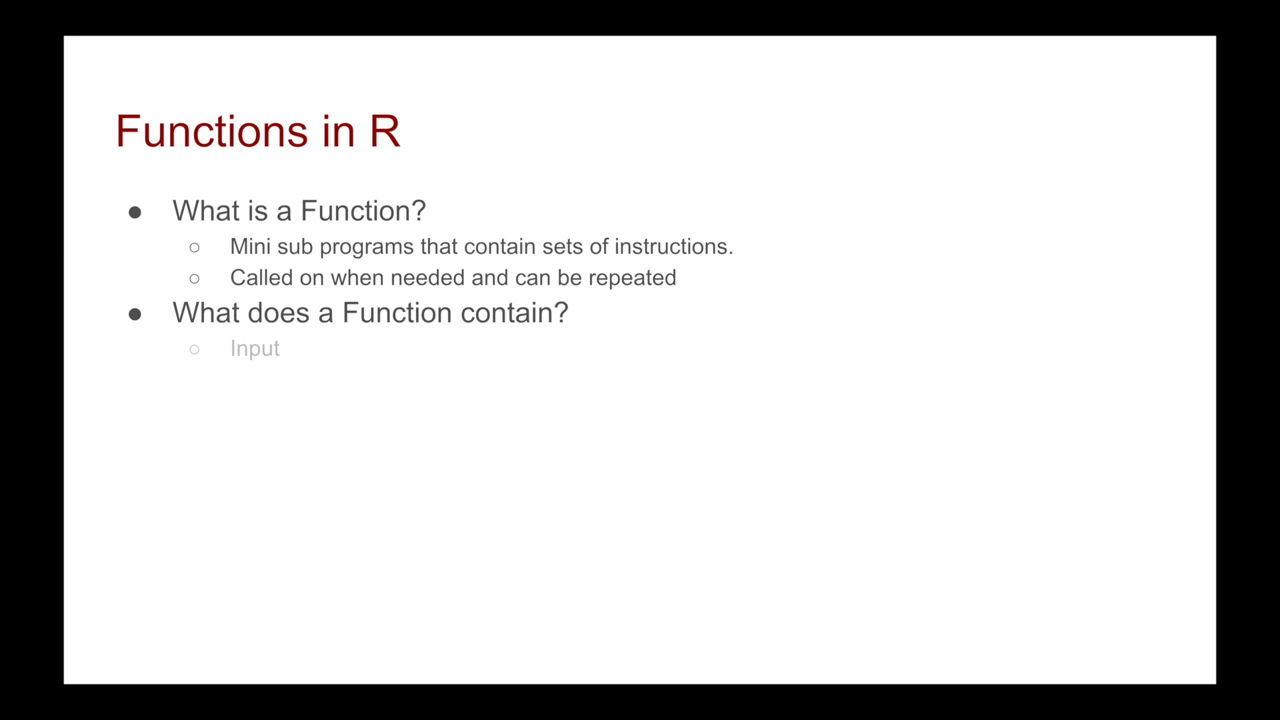 Functions in R
● What is a Function?
○ Mini sub programs that contain sets of instructions.
○ Called on when needed and can be repeated
● What does a Function contain?
○ Input